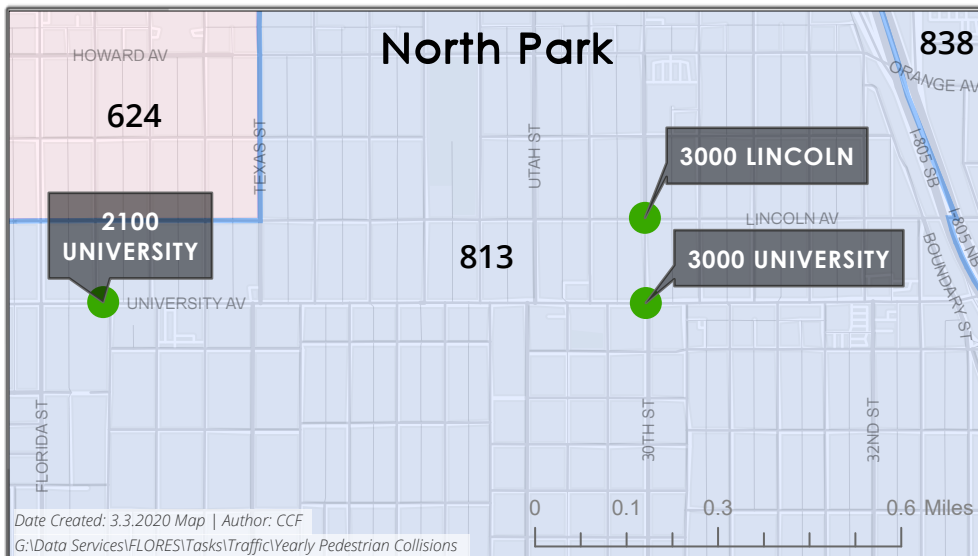 North Park
838
HOWARD AV
ORANGE AV
624
TEXAS ST
UTAH ST
I-805 SB
3000 LINCOLN
2100
UNIVERSITY
LINCOLN AV
I-805 NB
813
3000 UNIVERSITY
BOUNDARY ST
UNIVERSITY AV
FLORIDA ST
30TH ST
32ND ST
0 0.1 0.3 0.6 Miles
Date Created: 3.3.2020 Map | Author: CCF
G:\Data Services\FLORES\Tasks\Traffic\Yearly Pedestrian Collisions